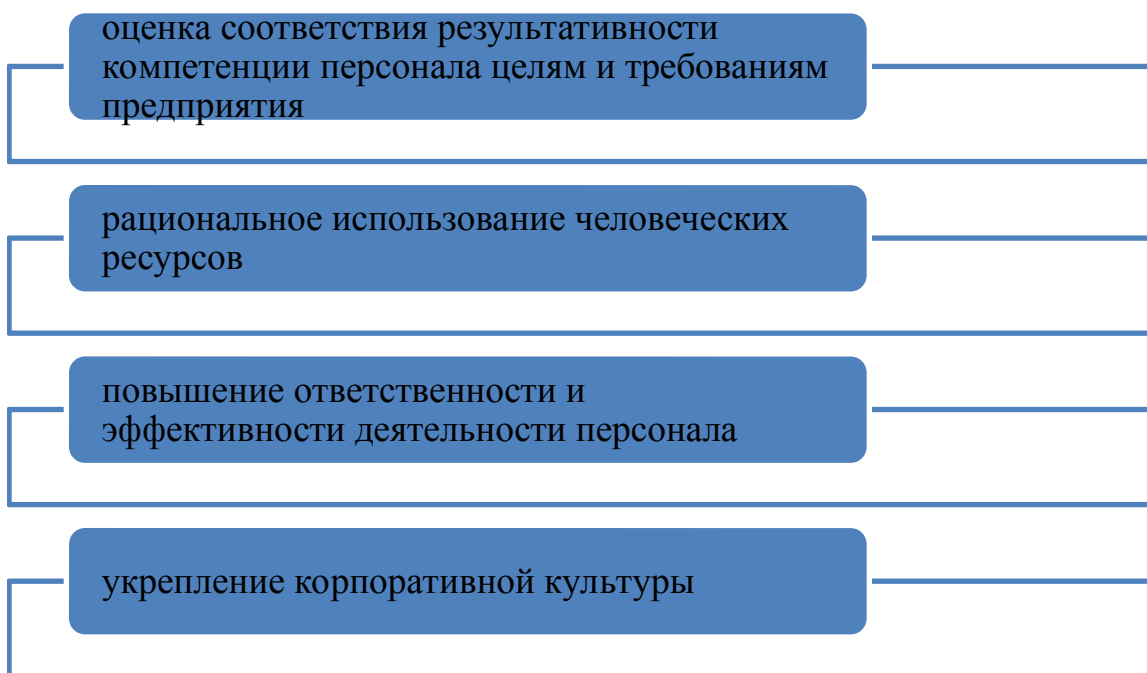 оценка соответствия результативности
компетенции персонала целям и требованиям
предприятия
рациональное использование человеческих
ресурсов
повышение ответственности и
эффективности деятельности персонала
укрепление корпоративной культуры